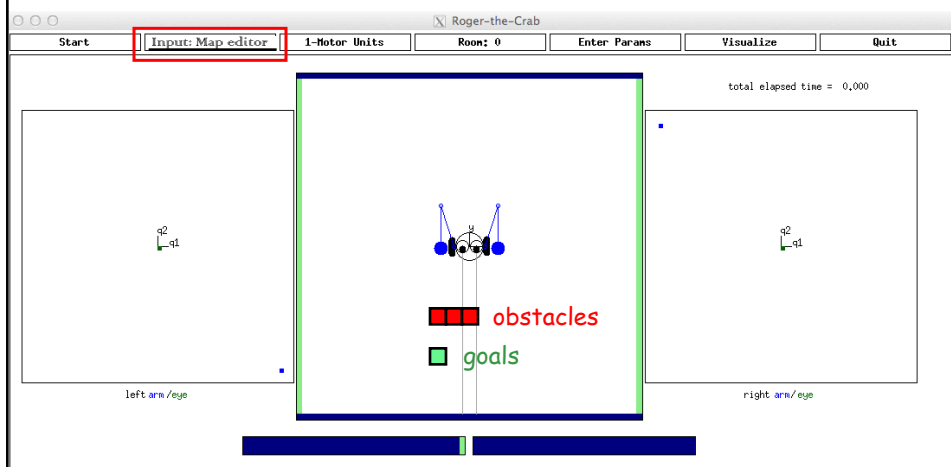 Roger-the-Crab
Start
Input: Map editor
1-Motor Units
Room: 0
Enter Params
Visualize
Quit
total elapsed time = 0.000
q2
q1
y
q2
q1
obstacles
goals
left arm/eye
right arm/eye